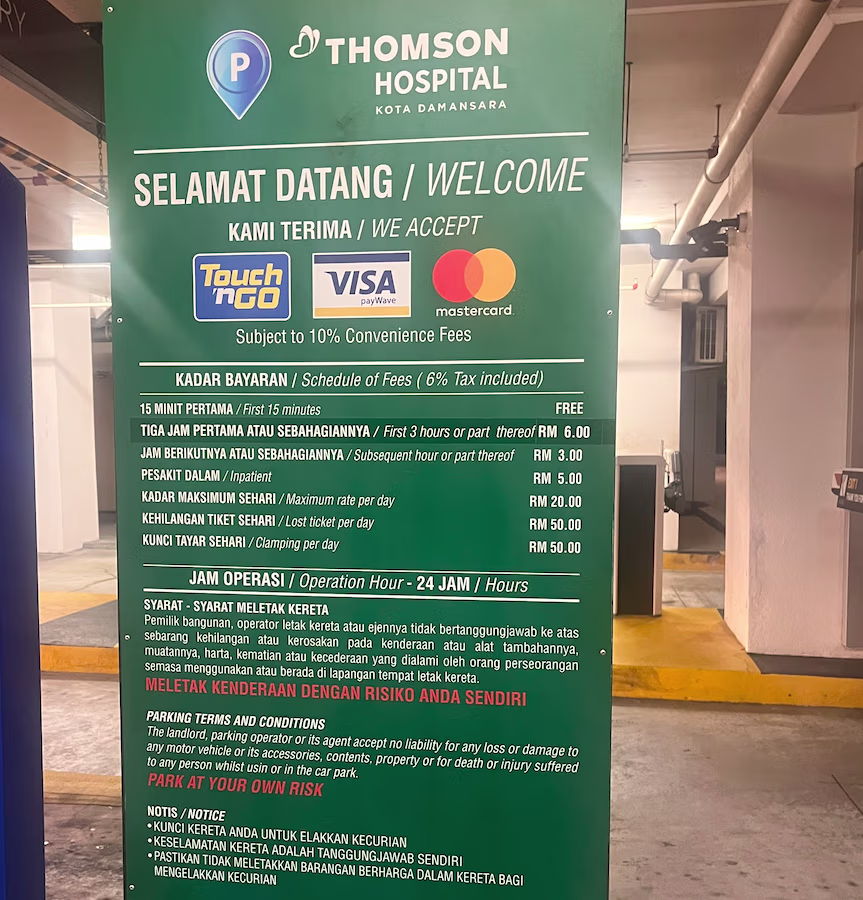 RY
P
THOMSON
HOSPITAL
KOTA DAMANSARA
SELAMAT DATANG / WELCOME
KAMI TERIMA / WE ACCEPT
Touch 'n GO
VISA payWave
mastercard.
Subject to 10% Convenience Fees
KADAR BAYARAN / Schedule of Fees ( 6% Tax included)
15 MINIT PERTAMA / First 15 minutes FREE
TIGA JAM PERTAMA ATAU SEBAHAGIANNYA / First 3 hours or part thereof RM 6.00
JAM BERIKUTNYA ATAU SEBAHAGIANNYA / Subsequent hour or part thereof RM 3.00
PESAKIT DALAM / Inpatient RM 5.00
KADAR MAKSIMUM SEHARI / Maximum rate per day RM 20.00
KEHILANGAN TIKET SEHARI / Lost ticket per day RM 50.00
KUNCI TAYAR SEHARI / Clamping per day RM 50.00
JAM OPERASI / Operation Hour - 24 JAM / Hours
SYARAT - SYARAT MELETAK KERETA
Pemilik bangunan, operator letak kereta atau ejennya tidak bertanggungjawab ke atas
sebarang kehilangan atau kerosakan pada kenderaan atau alat tambahannya,
muatannya, harta, kematian atau kecederaan yang dialami oleh orang perseorangan
semasa menggunakan atau berada di lapangan tempat letak kereta.
MELETAK KENDERAAN DENGAN RISIKO ANDA SENDIRI
PARKING TERMS AND CONDITIONS
The landlord, parking operator or its agent accept no liability for any loss or damage to
any motor vehicle or its accessories, contents, property or for death or injury suffered
to any person whilst usin or in the car park.
PARK AT YOUR OWN RISK
NOTIS / NOTICE
• KUNCI KERETA ANDA UNTUK ELAKKAN KECURIAN
• KESELAMATAN KERETA ADALAH TANGGUNGJAWAB SENDIRI
• PASTIKAN TIDAK MELETAKKAN BARANGAN BERHARGA DALAM KERETA BAGI
MENGELAKKAN KECURIAN